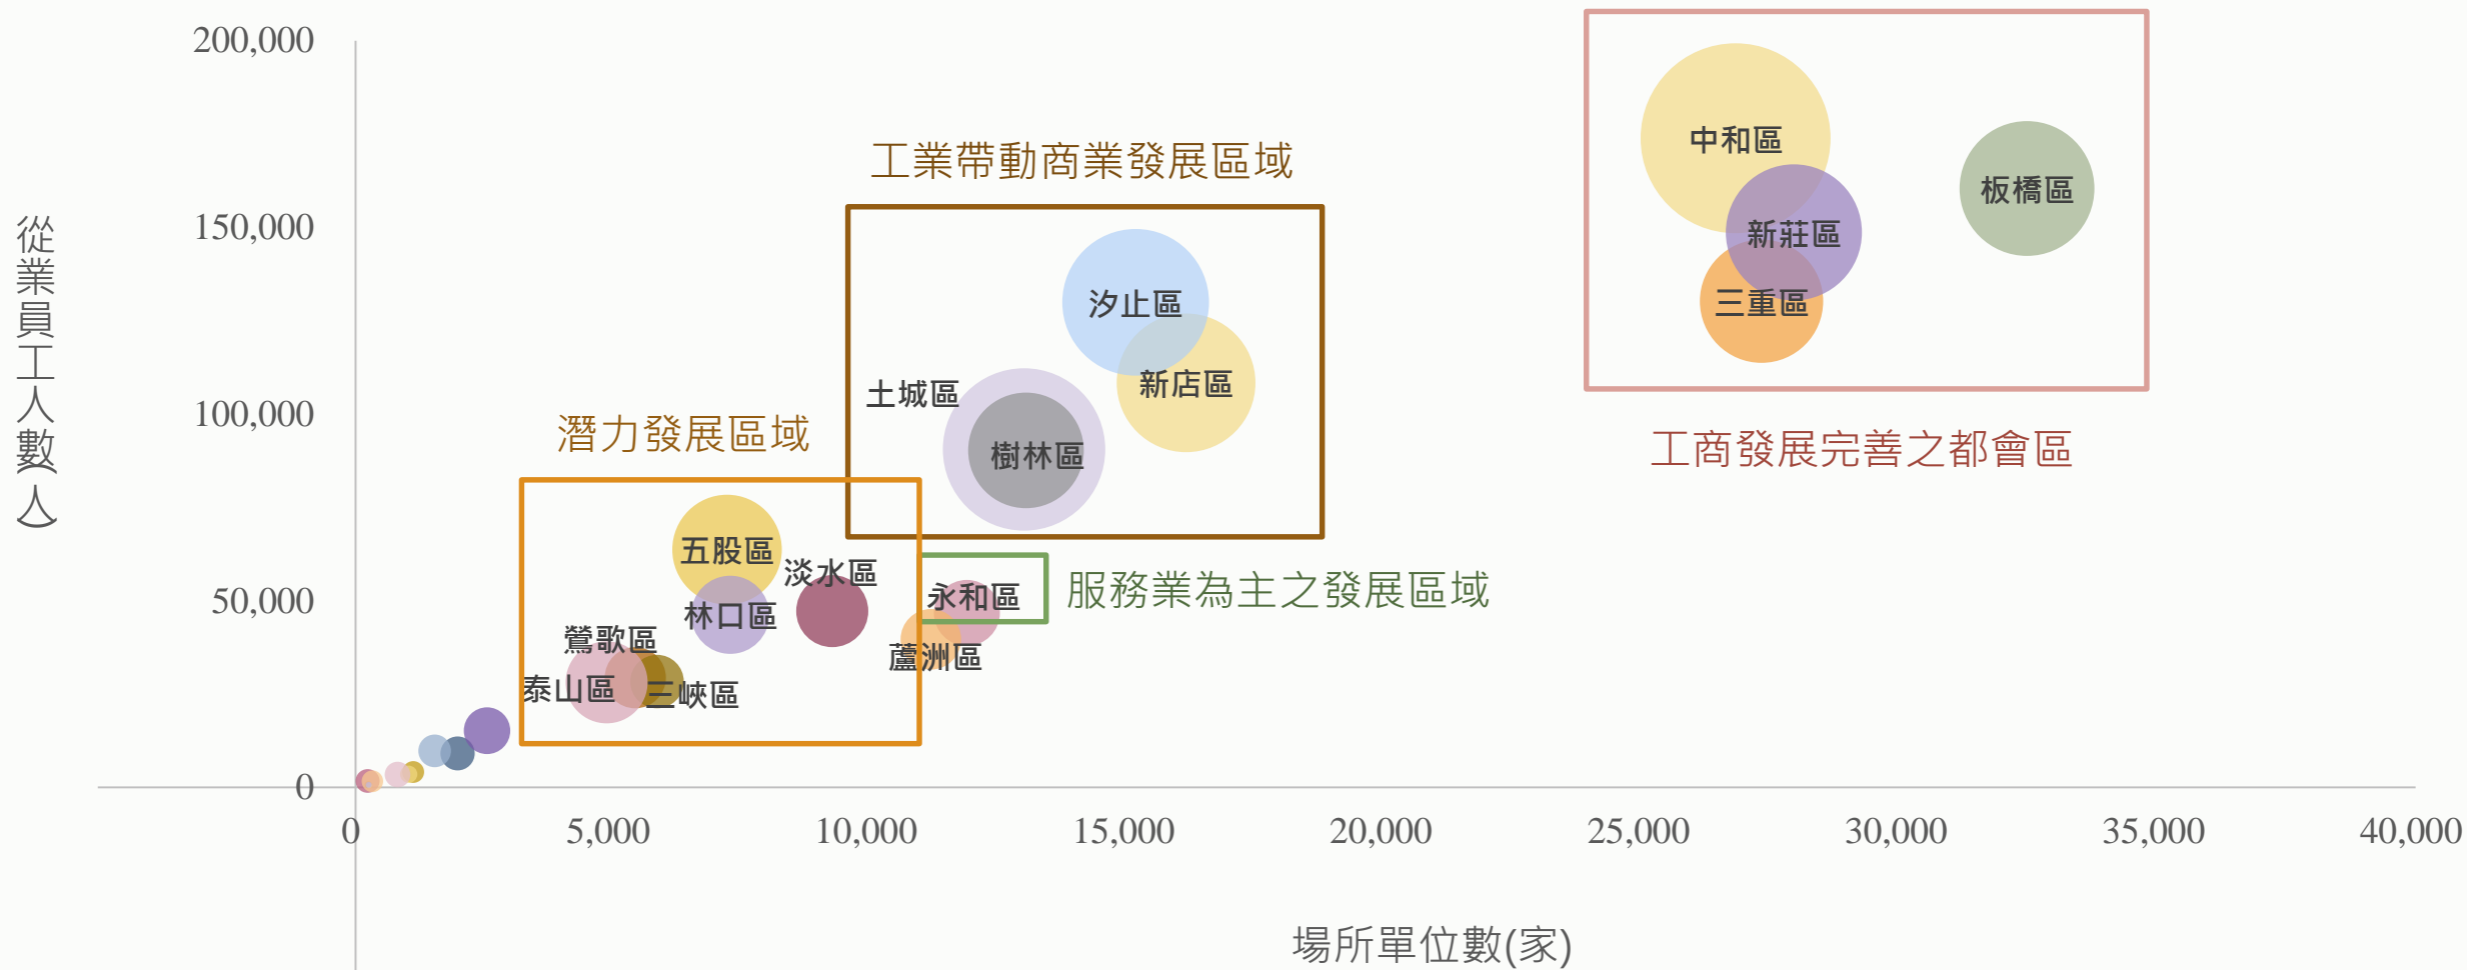 200,000
150,000
100,000
50,000
0
從業員工人數(人)
0
5,000
10,000
15,000
20,000
25,000
30,000
35,000
40,000
場所單位數(家)
工業帶動商業發展區域
汐止區
新店區
土城區
樹林區
潛力發展區域
五股區
淡水區
林口區
鶯歌區
泰山區
三峽區
蘆洲區
永和區
服務業為主之發展區域
中和區
板橋區
新莊區
三重區
工商發展完善之都會區